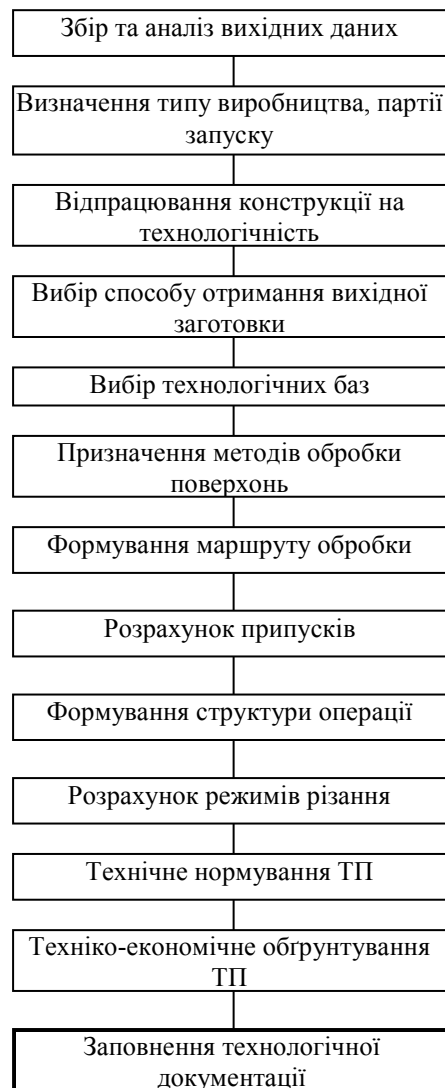 Збір та аналіз вихідних даних
Визначення типу виробництва, партії
запуску
Відпрацювання конструкції на
технологічність
Вибір способу отримання вихідної
заготовки
Вибір технологічних баз
Призначення методів обробки
поверхонь
Формування маршруту обробки
Розрахунок припусків
Формування структури операції
Розрахунок режимів різання
Технічне нормування ТП
Техніко-економічне обґрунтування
ТП
Заповнення технологічної
документації